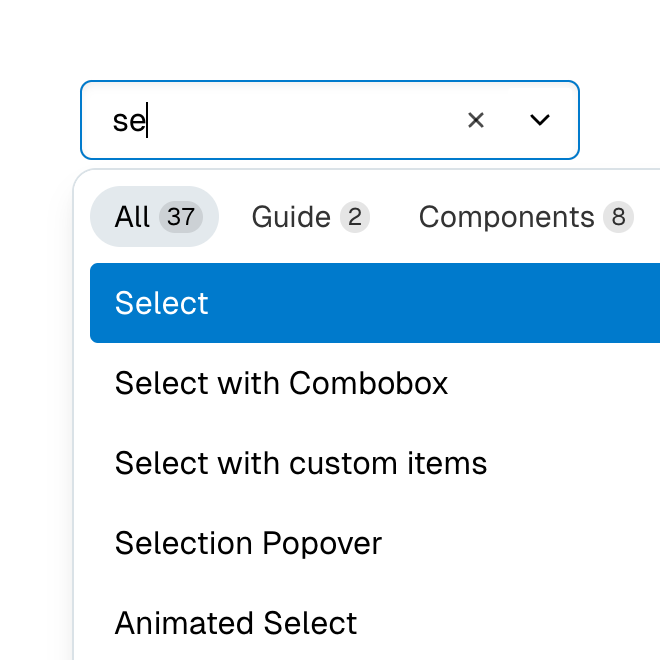 se
All 37 Guide 2 Components 8
Select
Select with Combobox
Select with custom items
Selection Popover
Animated Select